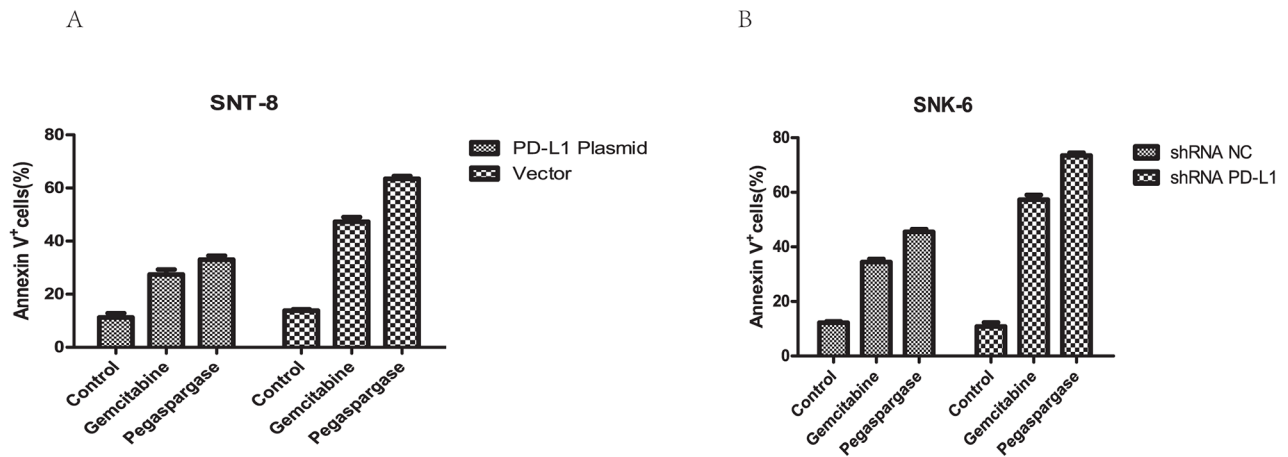 A
SNT-8
Annexin V+cells(%)
80
60
40
20
0
Control
Gemcitabine
Pegaspargase
Control
Gemcitabine
Pegaspargase
PD-L1 Plasmid
Vector
B
SNK-6
Annexin V+cells(%)
80
60
40
20
0
Control
Gemcitabine
Pegaspargase
Control
Gemcitabine
Pegaspargase
shRNA NC
shRNA PD-L1